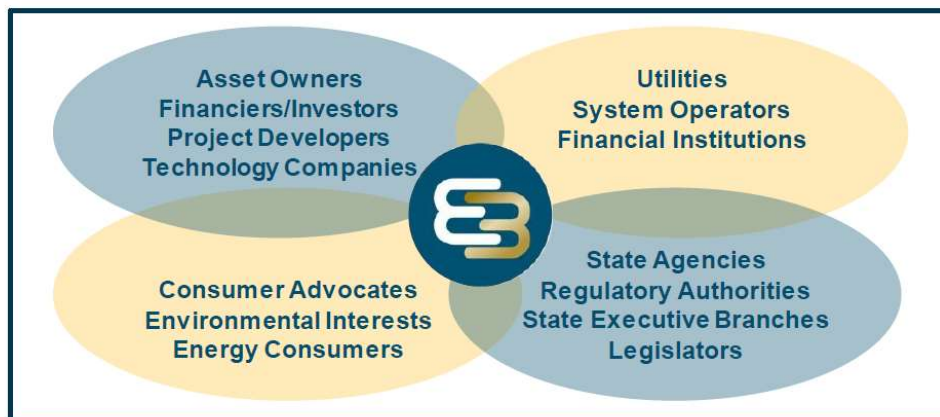 Asset Owners
Financiers/Investors
Project Developers
Technology Companies
Utilities
System Operators
Financial Institutions
E3
Consumer Advocates
Environmental Interests
Energy Consumers
State Agencies
Regulatory Authorities
State Executive Branches
Legislators